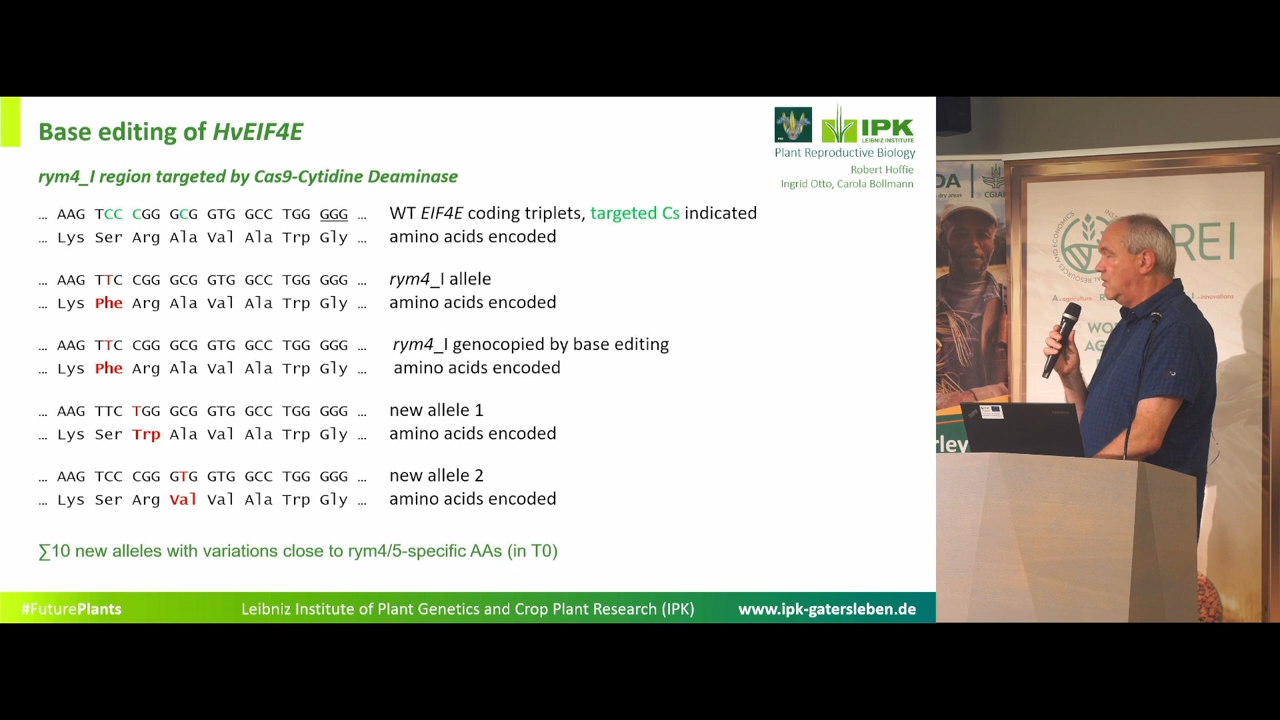 Base editing of HvEIF4E
IPK
LEIBNIZ INSTITUTE
Plant Reproductive Biology
Robert Hoffie
Ingrid Otto, Carola Bollmann
rym4_I region targeted by Cas9-Cytidine Deaminase
… AAG TCC CGG GCG GTG GCC TGG GGG … WT EIF4E coding triplets, targeted Cs indicated
… Lys Ser Arg Ala Val Ala Trp Gly … amino acids encoded
… AAG TTC CGG GCG GTG GCC TGG GGG … rym4_I allele
… Lys Phe Arg Ala Val Ala Trp Gly … amino acids encoded
… AAG TTC CGG GCG GTG GCC TGG GGG … rym4_I genocopied by base editing
… Lys Phe Arg Ala Val Ala Trp Gly … amino acids encoded
… AAG TTC TGG GCG GTG GCC TGG GGG … new allele 1
… Lys Ser Trp Ala Val Ala Trp Gly … amino acids encoded
… AAG TCC CGG GTG GTG GCC TGG GGG … new allele 2
… Lys Ser Arg Val Val Ala Trp Gly … amino acids encoded
∑10 new alleles with variations close to rym4/5-specific AAs (in T0)
#FuturePlants Leibniz Institute of Plant Genetics and Crop Plant Research (IPK) www.ipk-gatersleben.de
DA
CGIAR
REI
WO
AG
rley